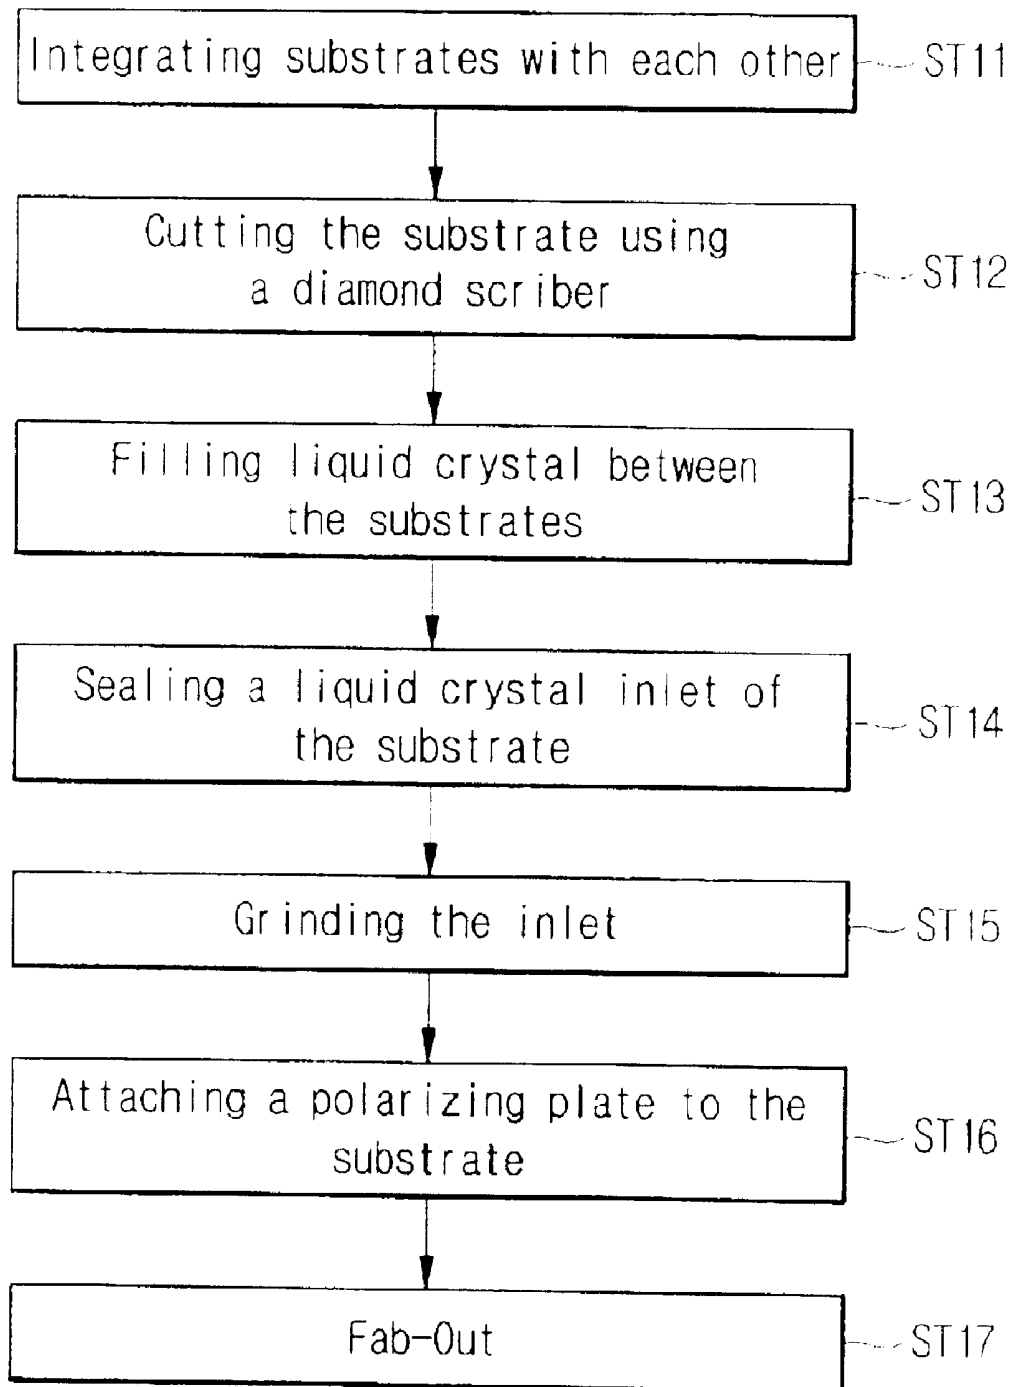 Integrating substrates with each other
ST11
Cutting the substrate using
a diamond scriber
ST12
Filling liquid crystal between
the substrates
ST13
Sealing a liquid crystal inlet of
the substrate
ST14
Grinding the inlet
ST15
Attaching a polarizing plate to the
substrate
ST16
Fab-Out
ST17